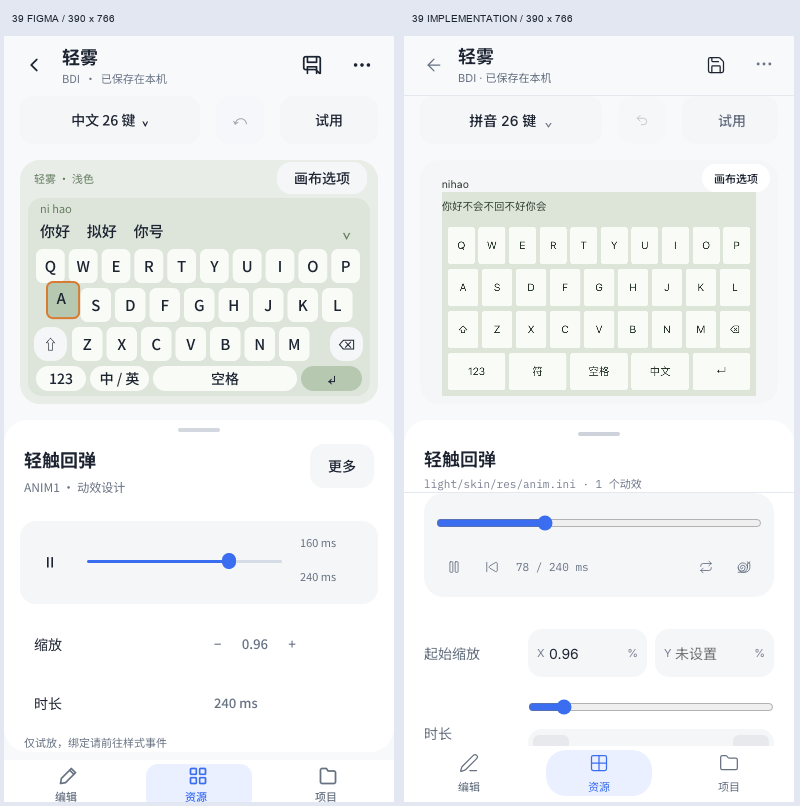 39 FIGMA / 390 x 766
轻雾
BDI • 已保存在本机
中文 26 键
试用
轻雾 • 浅色
画布选项
ni hao
你好 拟好 你号
Q W E R T Y U I O P
A S D F G H J K L
Z X C V B N M
123 中 / 英 空格
轻触回弹
更多
ANIM1 • 动效设计
160 ms
240 ms
缩放 − 0.96 +
时长 240 ms
仅试放，绑定请前往样式事件
编辑 资源 项目
39 IMPLEMENTATION / 390 x 766
轻雾
BDI · 已保存在本机
拼音 26 键
试用
画布选项
nihao
你好不会不回不好你会
Q W E R T Y U I O P
A S D F G H J K L
Z X C V B N M
123 符 空格 中文
轻触回弹
light/skin/res/anim.ini · 1 个动效
78 / 240 ms
起始缩放 X 0.96 % Y 未设置 %
时长
编辑 资源 项目